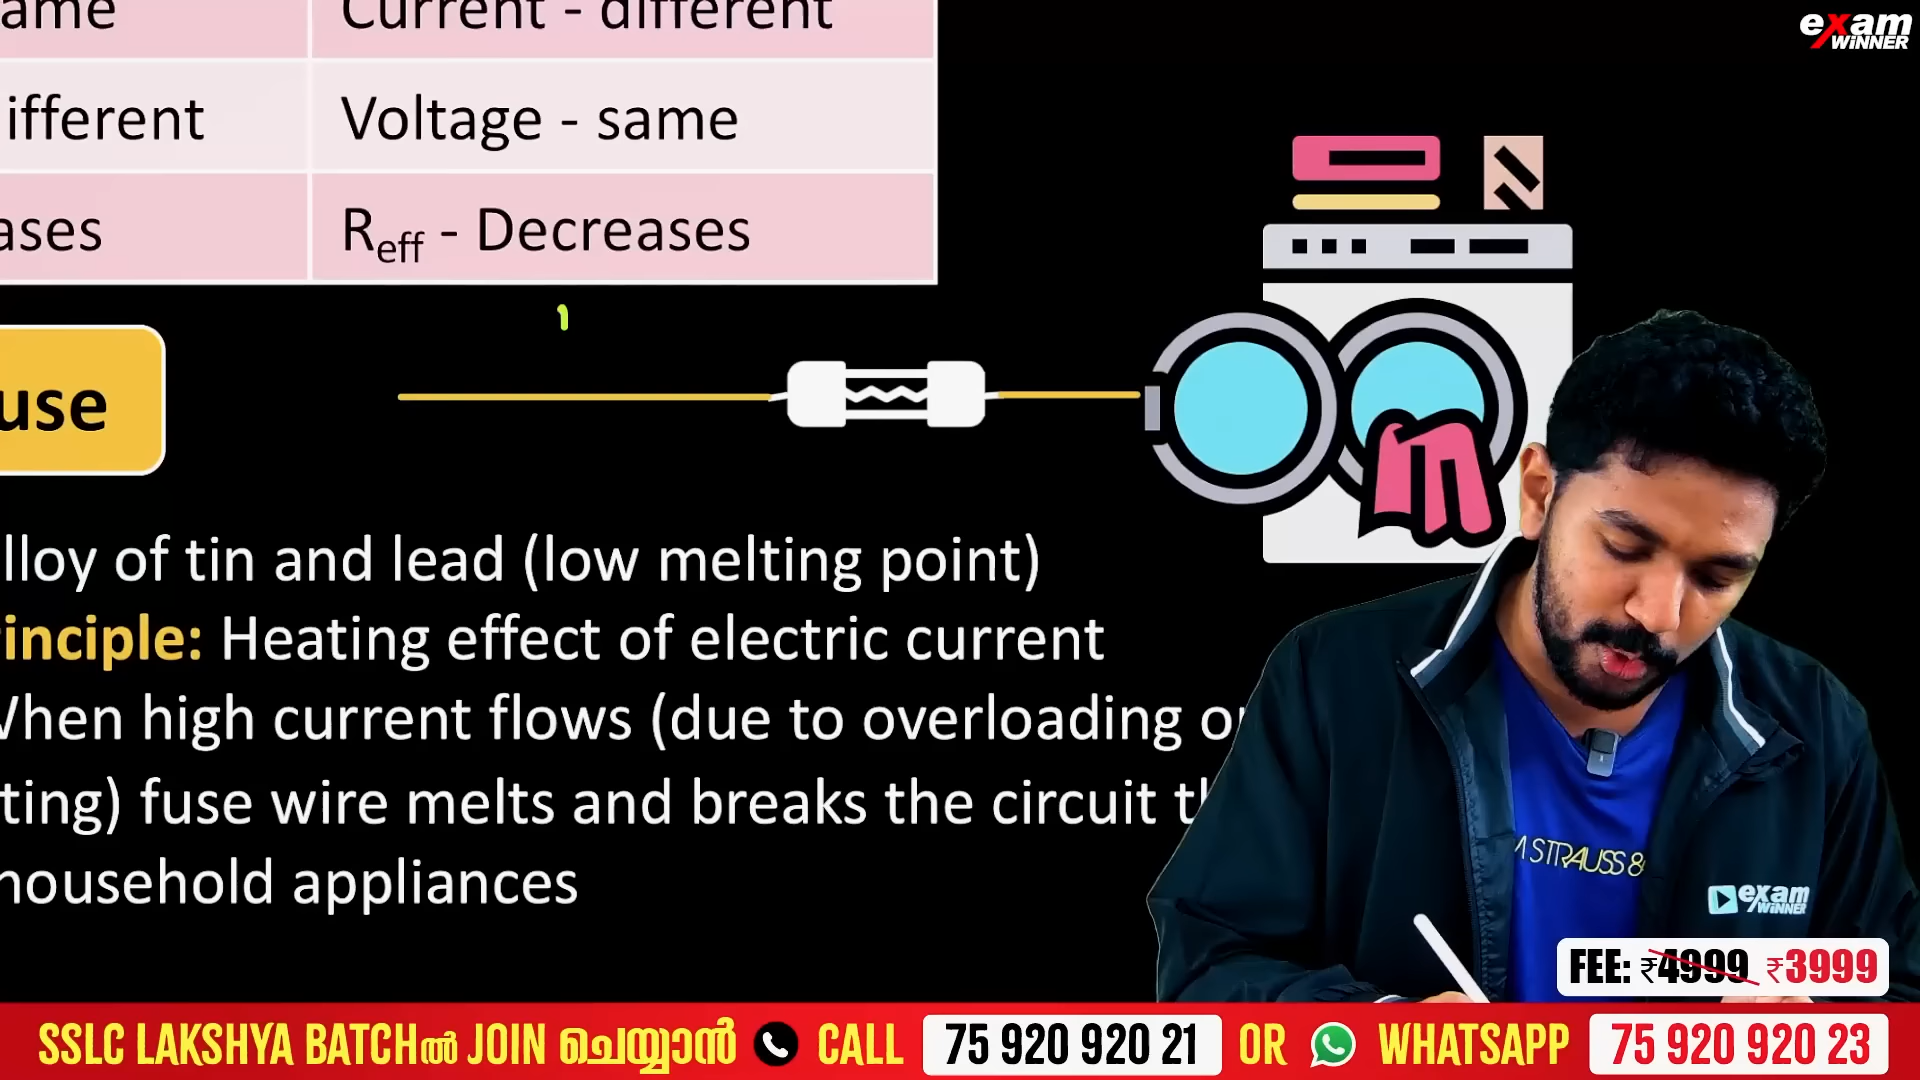 ame
Current - different
ifferent
Voltage - same
ases
Reff - Decreases
use
lloy of tin and lead (low melting point)
inciple: Heating effect of electric current
When high current flows (due to overloading or
ting) fuse wire melts and breaks the circuit th
household appliances
exam
WiNNER
M STRAUSS &
exam
WiNNER
FEE: ₹4999 ₹3999
SSLC LAKSHYA BATCHൽ JOIN ചെയ്യാൻ CALL 75 920 920 21 OR WHATSAPP 75 920 920 23